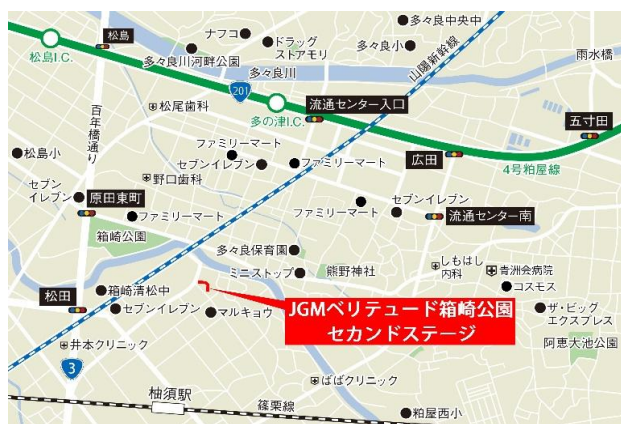 多々良中央中
ナフコ
ドラッグ
ストアモリ
多々良小
松島
松島I.C.
多々良川河畔公園
多々良川
山陽新幹線
雨水橋
201
百年橋通り
松尾歯科
多の津I.C.
流通センター入口
五寸田
ファミリーマート
松島小
セブンイレブン
ファミリーマート
広田
4号粕屋線
野口歯科
セブン
イレブン
原田東町
ファミリーマート
ファミリーマート
セブンイレブン
流通センター南
箱崎公園
多々良保育園
しもはし
内科
青洲会病院
ミニストップ
熊野神社
コスモス
箱崎清松中
松田
セブンイレブン
マルキョウ
JGMベリテュード箱崎公園
セカンドステージ
ザ・ビッグ
エクスプレス
阿恵大池公園
井本クリニック
3
柚須駅
篠栗線
ばばクリニック
粕屋西小